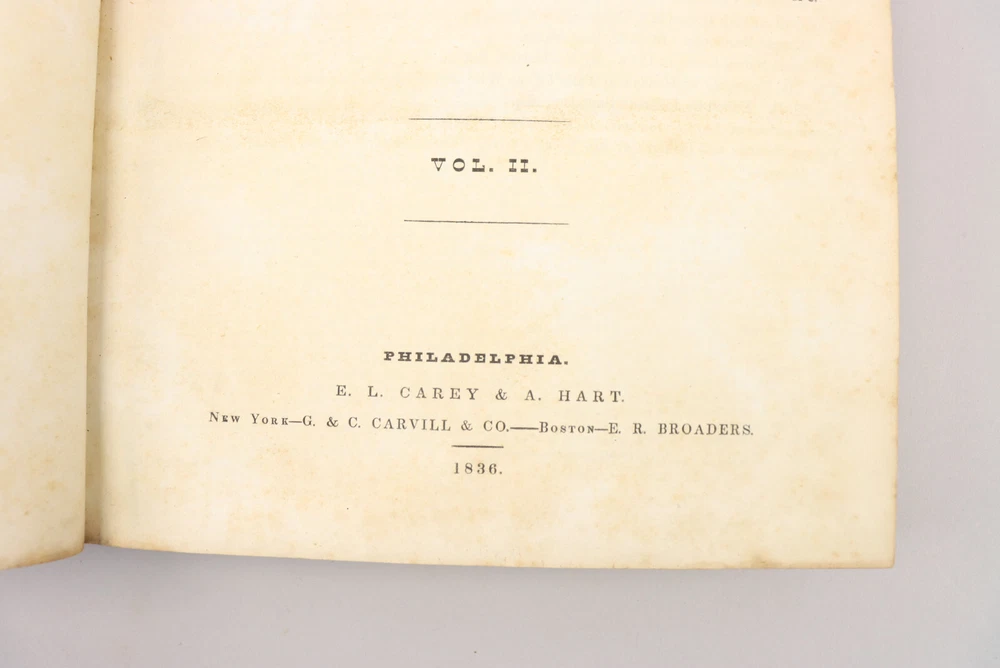 VOL. II.
PHILADELPHIA.
E. L. CAREY & A. HART.
NEW YORK—G. & C. CARVILL & CO.——BOSTON—E. R. BROADERS.
1836.